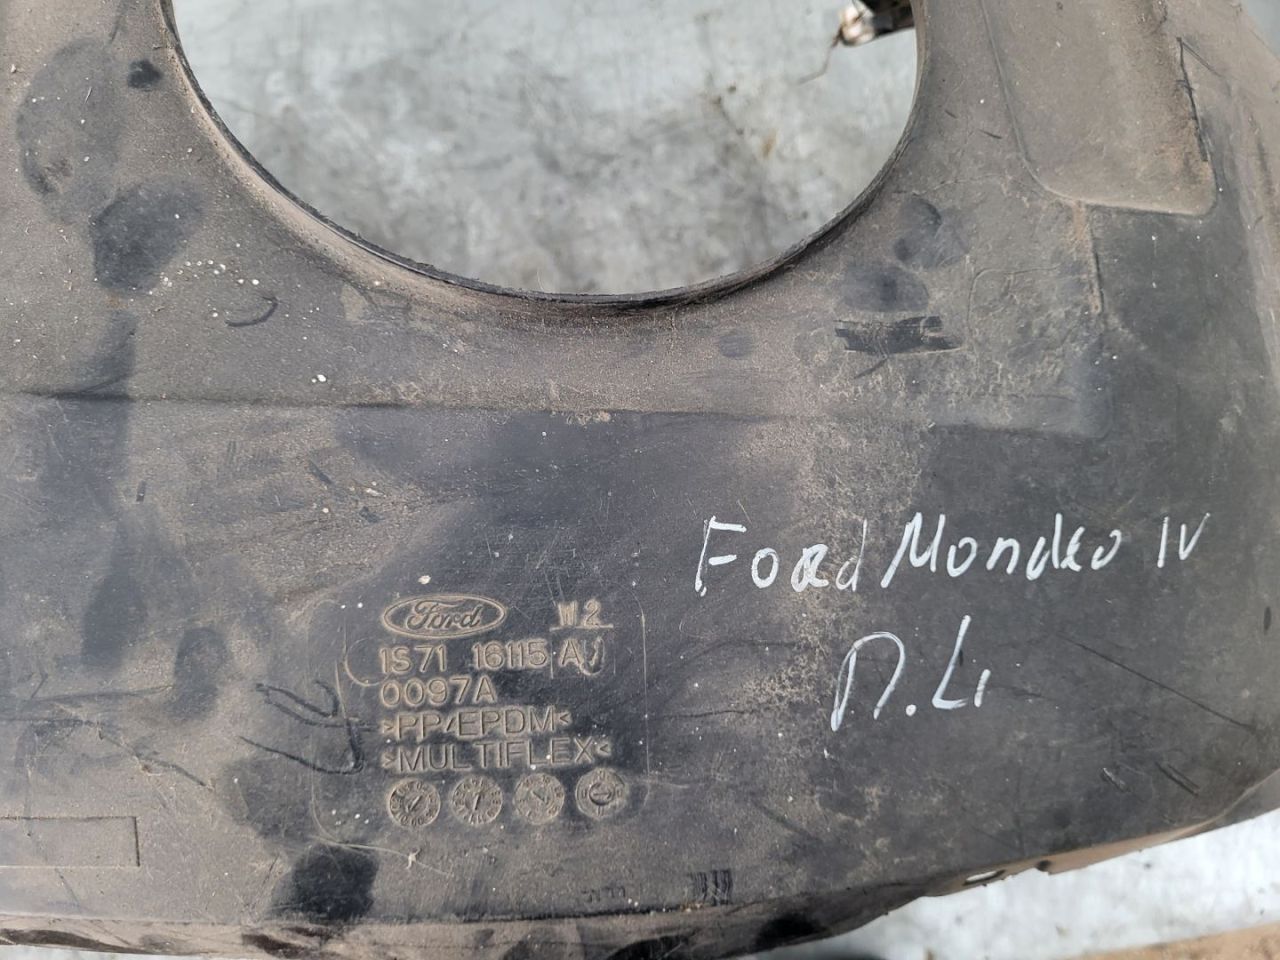 Ford
W2
1S71 16115 AJ
0097A
>PP/EPDM<
>MULTIFLEX<
Ford Mondeo IV
П.L